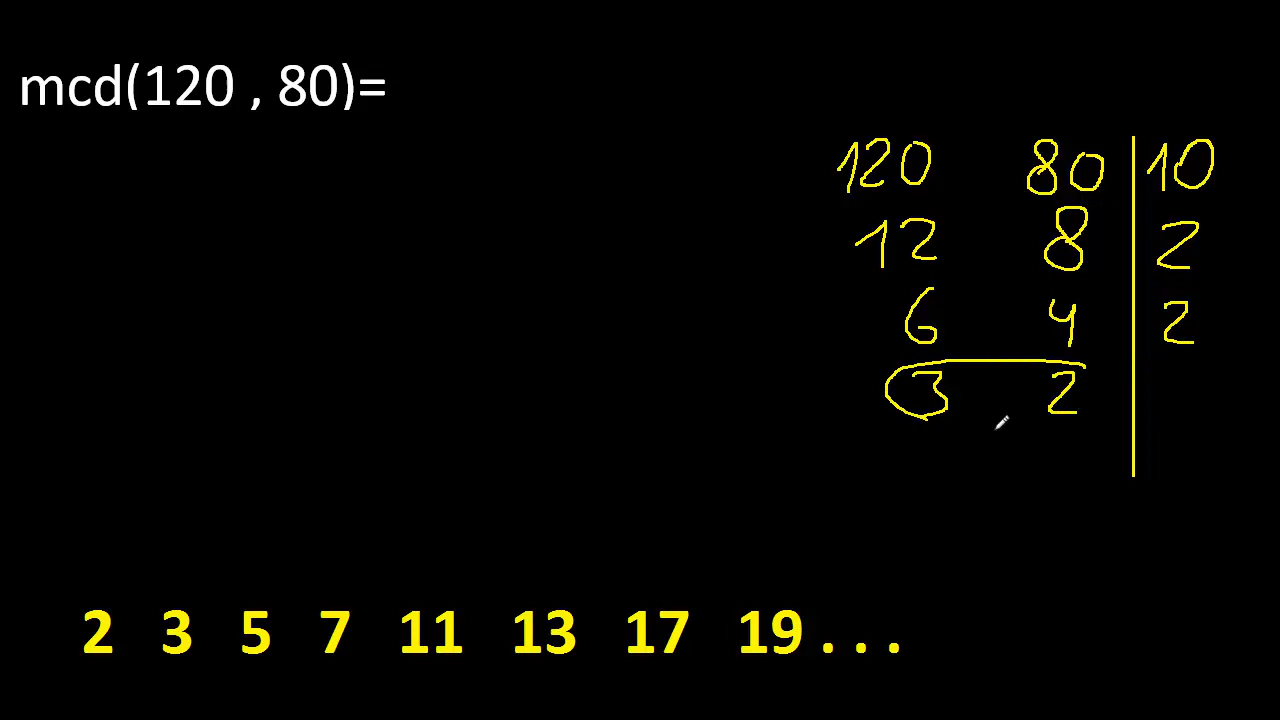 mcd(120 , 80)=
120 80 10
12 8 2
6 4 2
3 2
2 3 5 7 11 13 17 19 . . .